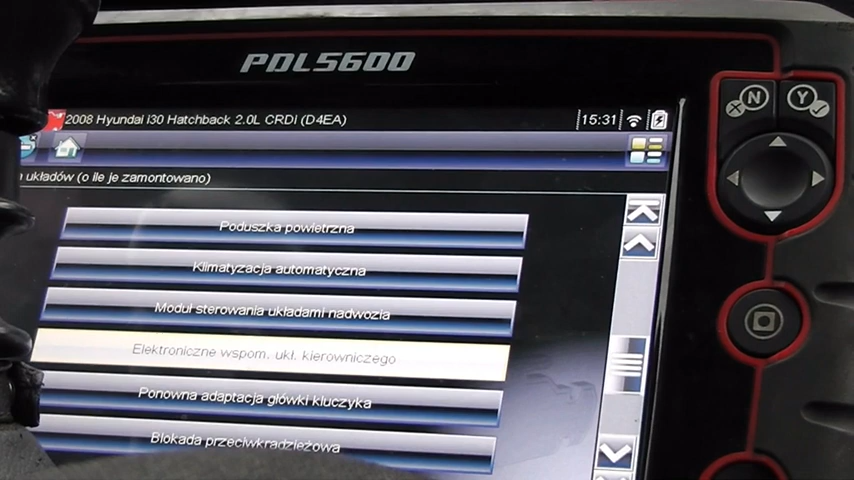 PDL5600
2008 Hyundai i30 Hatchback 2.0L CRDi (D4EA)
15:31
układów (o ile je zamontowano)
N
Y
Poduszka powietrzna
Klimatyzacja automatyczna
Moduł sterowania układami nadwozia
Elektroniczne wspom. ukł. kierowniczego
Ponowna adaptacja główki kluczyka
Blokada przeciwkradzieżowa